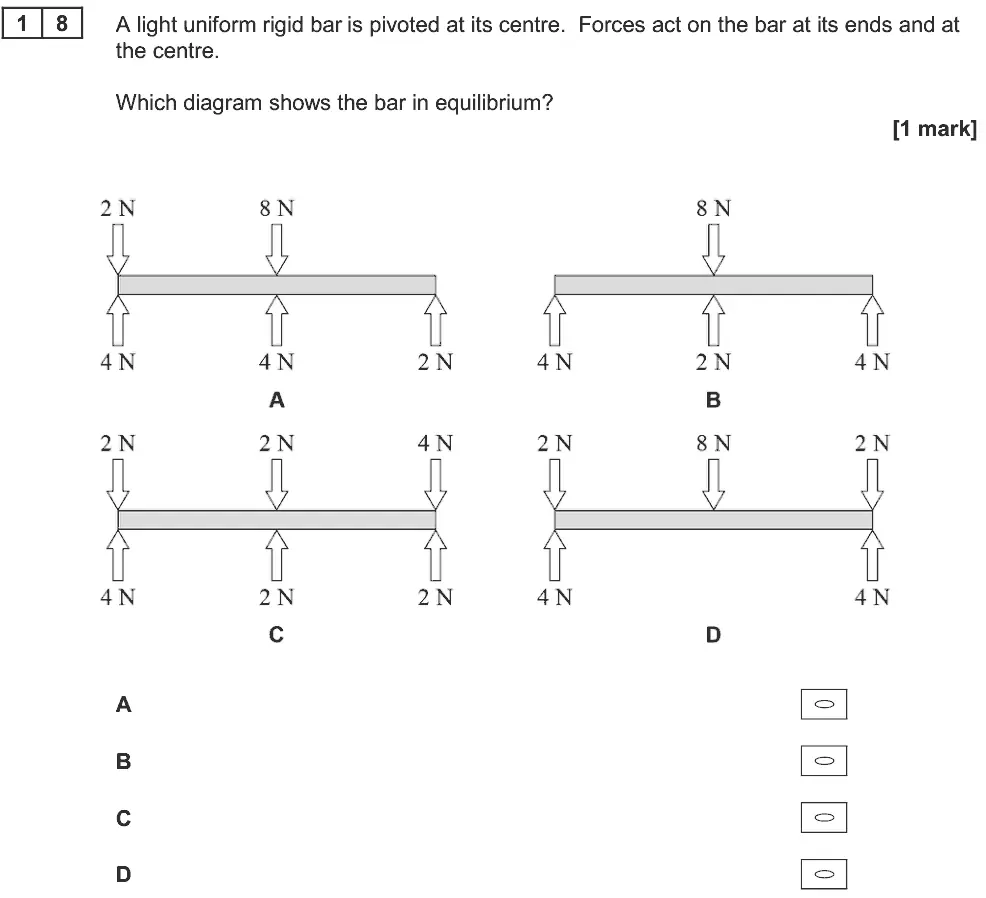 1 8 A light uniform rigid bar is pivoted at its centre. Forces act on the bar at its ends and at
the centre.
Which diagram shows the bar in equilibrium?
[1 mark]
2 N 8 N
4 N 4 N 2 N
A
8 N
4 N 2 N 4 N
B
2 N 2 N 4 N
4 N 2 N 2 N
C
2 N 8 N 2 N
4 N 4 N
D
A
B
C
D